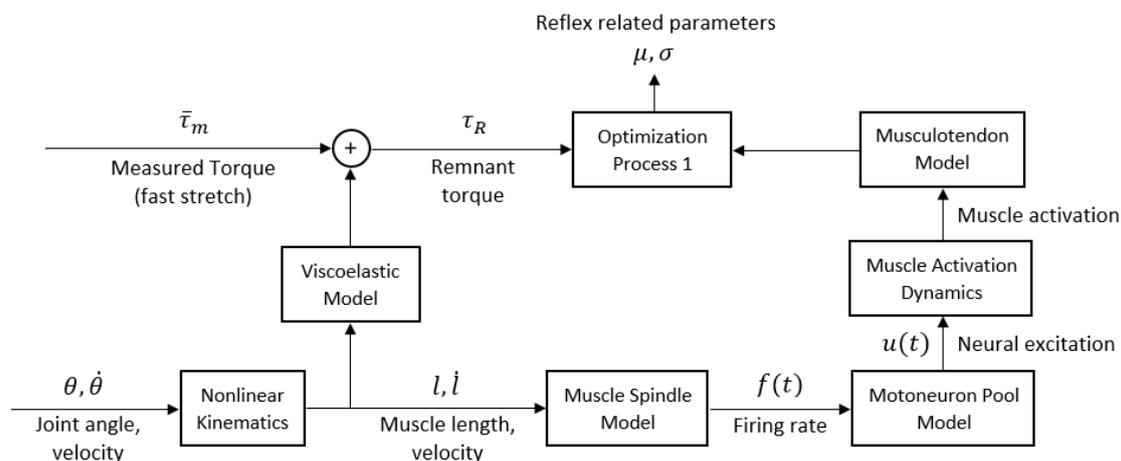 Reflex related parameters
μ, σ
τ̄ₘ
Measured Torque
(fast stretch)
+
τ_R
Remnant
torque
Optimization
Process 1
Musculotendon
Model
Muscle activation
Viscoelastic
Model
Muscle Activation
Dynamics
u(t)
Neural excitation
θ, θ̇
Joint angle,
velocity
Nonlinear
Kinematics
l, l̇
Muscle length,
velocity
Muscle Spindle
Model
f(t)
Firing rate
Motoneuron Pool
Model